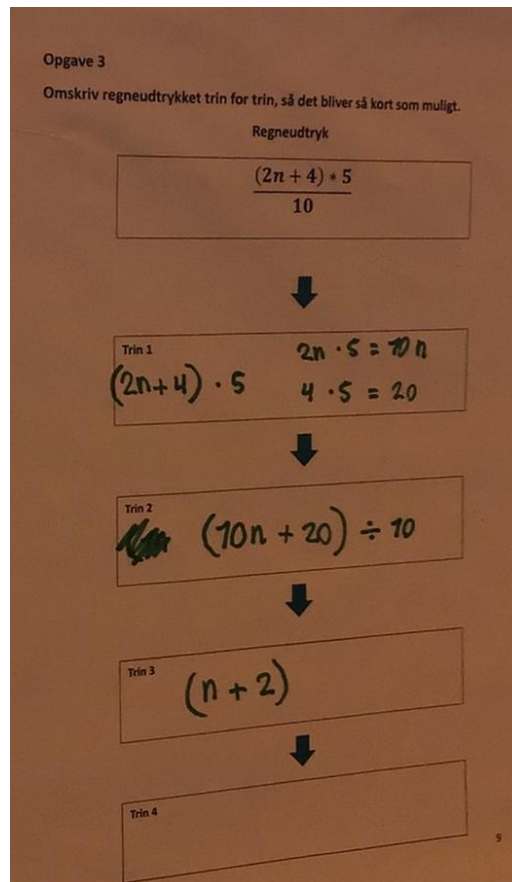 Opgave 3
Omskriv regneudtrykket trin for trin, så det bliver så kort som muligt.
Regneudtryk
(2n + 4) * 5
10
Trin 1
2n · 5 = 10n
(2n+4) · 5
4 · 5 = 20
Trin 2
(10n + 20) ÷ 10
Trin 3
(n + 2)
Trin 4
9